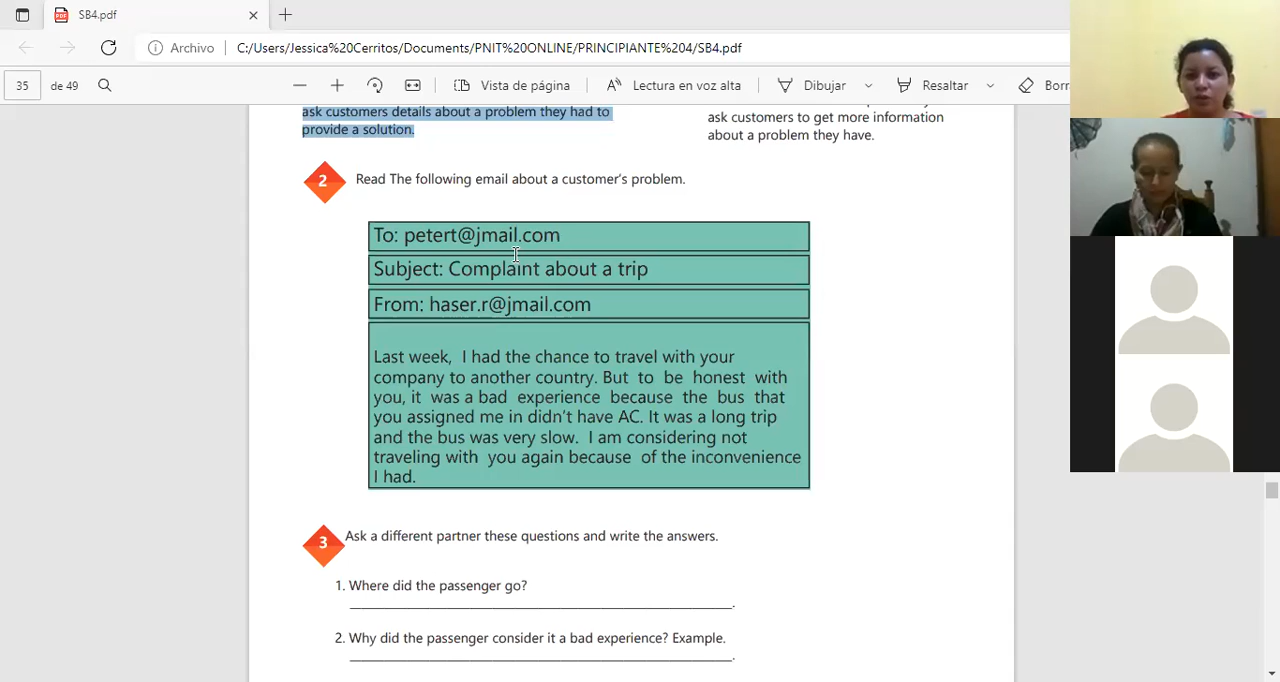 SB4.pdf
Archivo
C:/Users/Jessica%20Cerritos/Documents/PNIT%20ONLINE/PRINCIPIANTE%204/SB4.pdf
35 de 49
Vista de página
Lectura en voz alta
Dibujar
Resaltar
Borr
ask customers details about a problem they had to
provide a solution.
ask customers to get more information
about a problem they have.
2 Read The following email about a customer's problem.
To: petert@jmail.com
Subject: Complaint about a trip
From: haser.r@jmail.com
Last week, I had the chance to travel with your
company to another country. But to be honest with
you, it was a bad experience because the bus that
you assigned me in didn't have AC. It was a long trip
and the bus was very slow. I am considering not
traveling with you again because of the inconvenience
I had.
3 Ask a different partner these questions and write the answers.
1. Where did the passenger go?
2. Why did the passenger consider it a bad experience? Example.